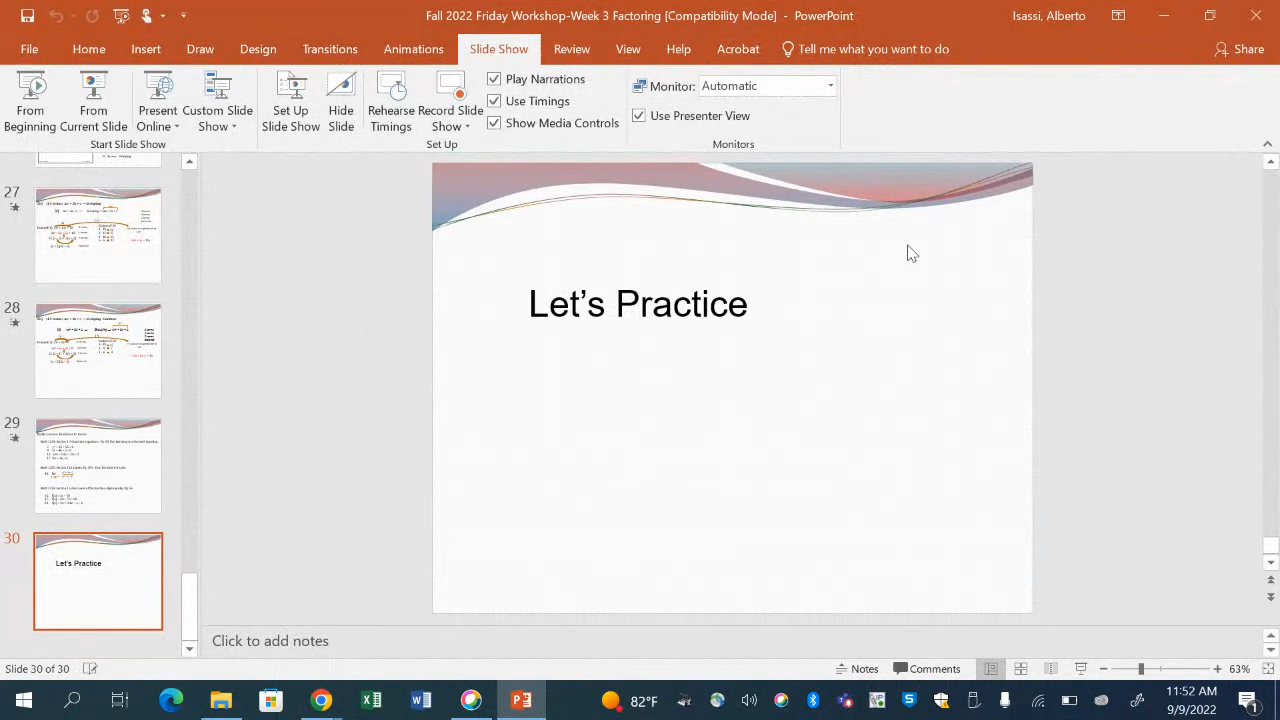 Fall 2022 Friday Workshop-Week 3 Factoring [Compatibility Mode] - PowerPoint
Isassi, Alberto
File Home Insert Draw Design Transitions Animations Slide Show Review View Help Acrobat Tell me what you want to do Share
From Beginning
From Current Slide
Present Online
Custom Slide Show
Start Slide Show
Set Up Slide Show
Hide Slide
Rehearse Timings
Record Slide Show
Play Narrations
Use Timings
Show Media Controls
Set Up
Monitor: Automatic
Use Presenter View
Monitors
27
28
29
30
Let's Practice
Let’s Practice
Click to add notes
Slide 30 of 30
Notes Comments 63%
82°F
11:52 AM
9/9/2022
1